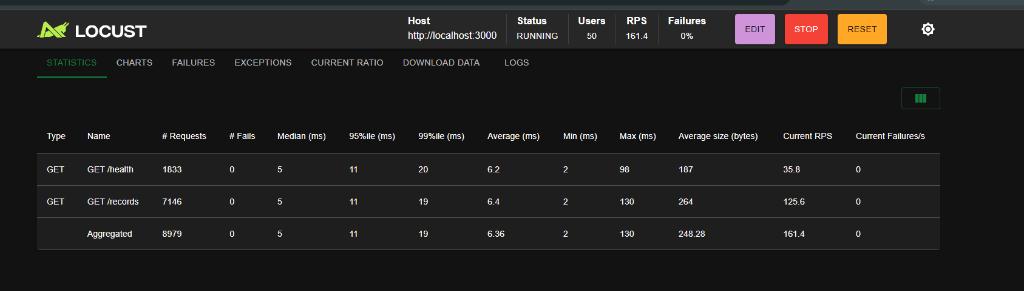 LOCUST
Host Status Users RPS Failures
http://localhost:3000 RUNNING 50 161.4 0%
EDIT STOP RESET
STATISTICS CHARTS FAILURES EXCEPTIONS CURRENT RATIO DOWNLOAD DATA LOGS
Type Name # Requests # Fails Median (ms) 95%ile (ms) 99%ile (ms) Average (ms) Min (ms) Max (ms) Average size (bytes) Current RPS Current Failures/s
GET GET /health 1833 0 5 11 20 6.2 2 98 187 35.8 0
GET GET /records 7146 0 5 11 19 6.4 2 130 264 125.6 0
Aggregated 8979 0 5 11 19 6.36 2 130 248.28 161.4 0